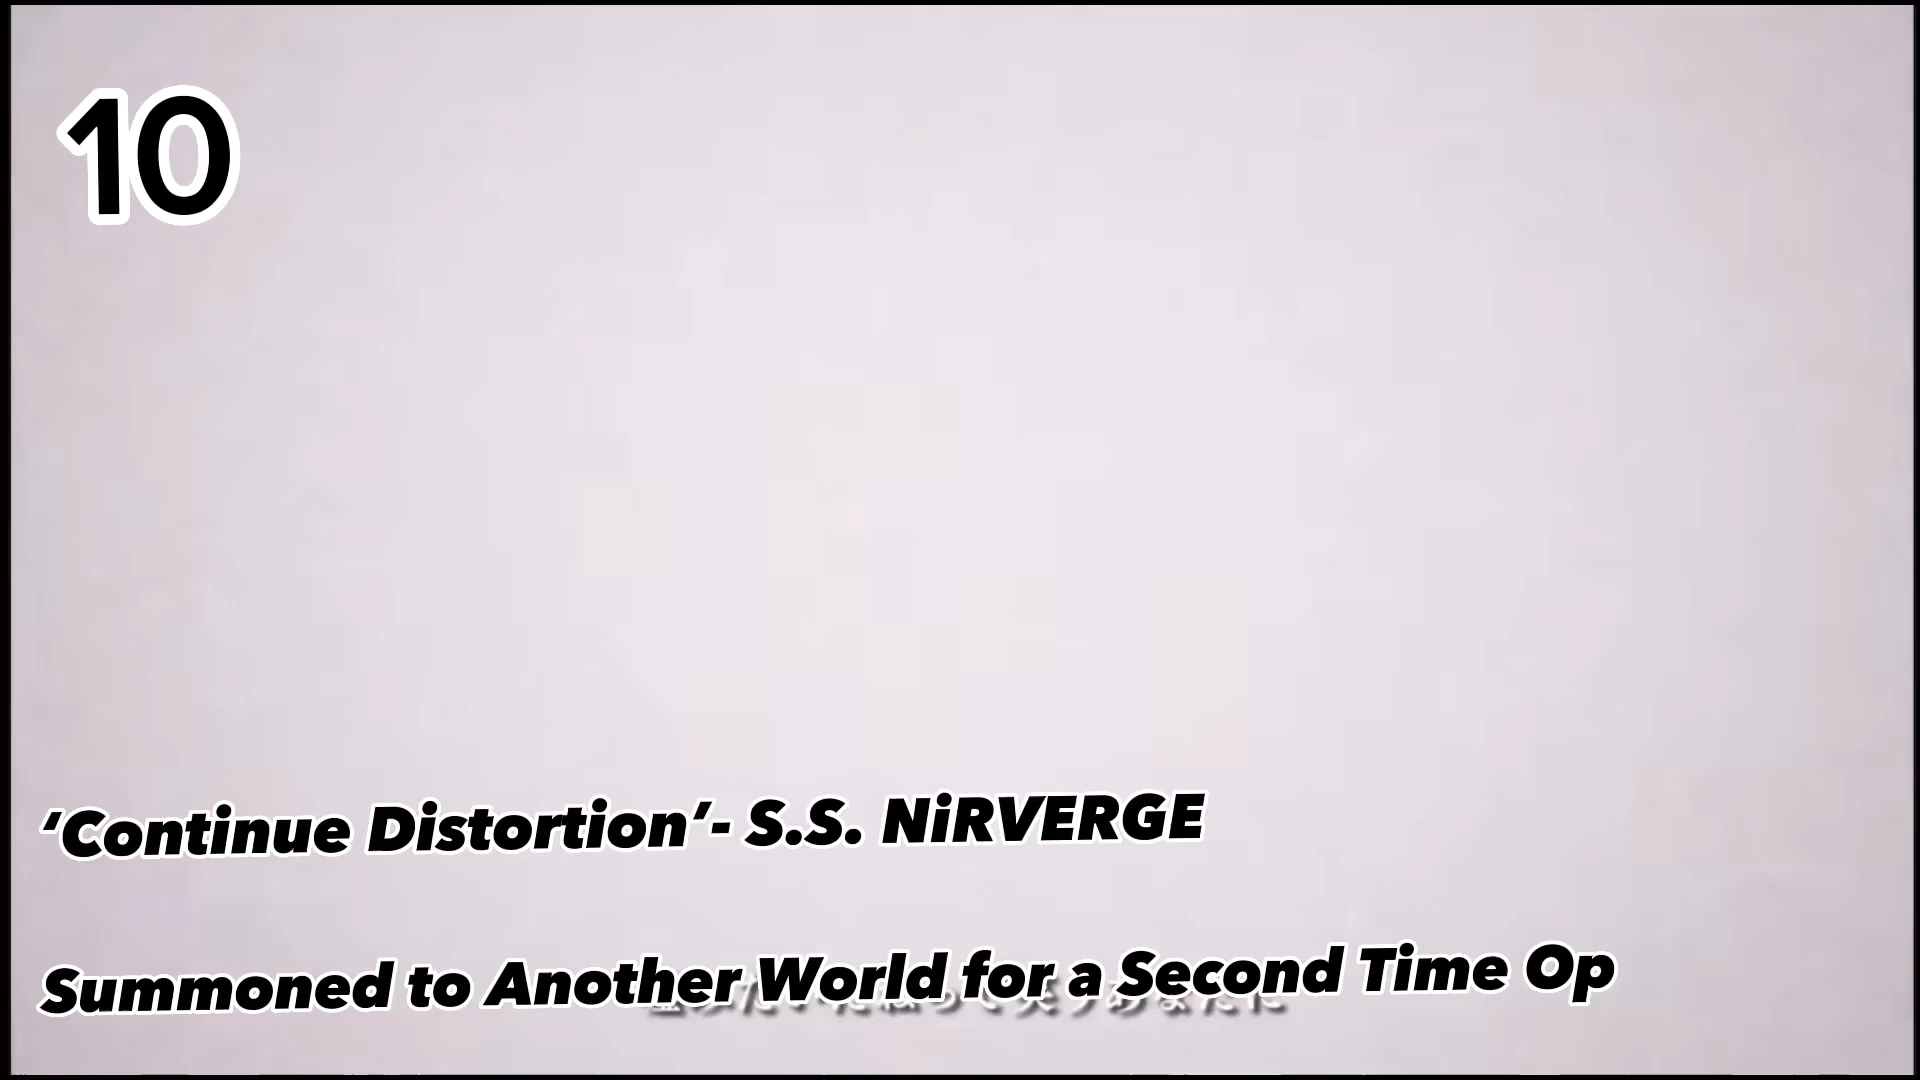 10
‘Continue Distortion’- S.S. NiRVERGE
Summoned to Another World for a Second Time Op